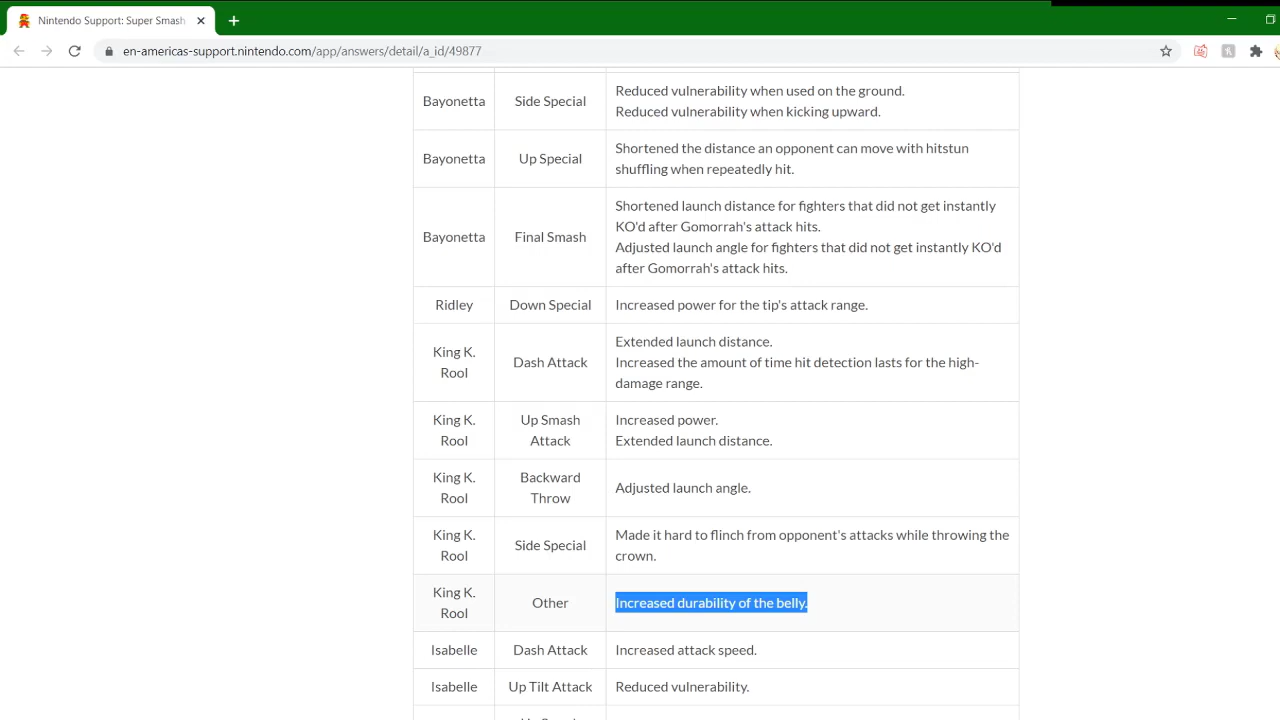 Nintendo Support: Super Smash
en-americas-support.nintendo.com/app/answers/detail/a_id/49877
Bayonetta
Side Special
Reduced vulnerability when used on the ground.
Reduced vulnerability when kicking upward.
Bayonetta
Up Special
Shortened the distance an opponent can move with hitstun
shuffling when repeatedly hit.
Bayonetta
Final Smash
Shortened launch distance for fighters that did not get instantly
KO'd after Gomorrah's attack hits.
Adjusted launch angle for fighters that did not get instantly KO'd
after Gomorrah's attack hits.
Ridley
Down Special
Increased power for the tip's attack range.
King K.
Rool
Dash Attack
Extended launch distance.
Increased the amount of time hit detection lasts for the high-
damage range.
King K.
Rool
Up Smash
Attack
Increased power.
Extended launch distance.
King K.
Rool
Backward
Throw
Adjusted launch angle.
King K.
Rool
Side Special
Made it hard to flinch from opponent's attacks while throwing the
crown.
King K.
Rool
Other
Increased durability of the belly.
Isabelle
Dash Attack
Increased attack speed.
Isabelle
Up Tilt Attack
Reduced vulnerability.